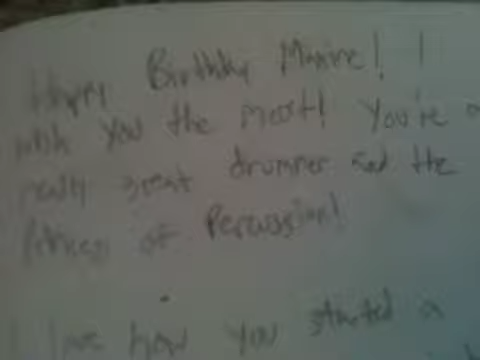 Happy Birthday Maxine! I
wish you the most! You're a
really great drummer and the
princess of Percussion!
I love how you started a